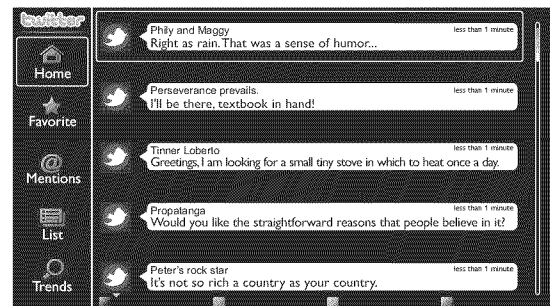 twitter
Home
Favorite
Mentions
List
Trends
Phily and Maggy
less than 1 minute
Right as rain. That was a sense of humor...
Perseverance prevails.
less than 1 minute
I'll be there, textbook in hand!
Tinner Loberto
less than 1 minute
Greetings, I am looking for a small tiny stove in which to heat once a day.
Propatanga
less than 1 minute
Would you like the straightforward reasons that people believe in it?
Peter's rock star
less than 1 minute
It's not so rich a country as your country.